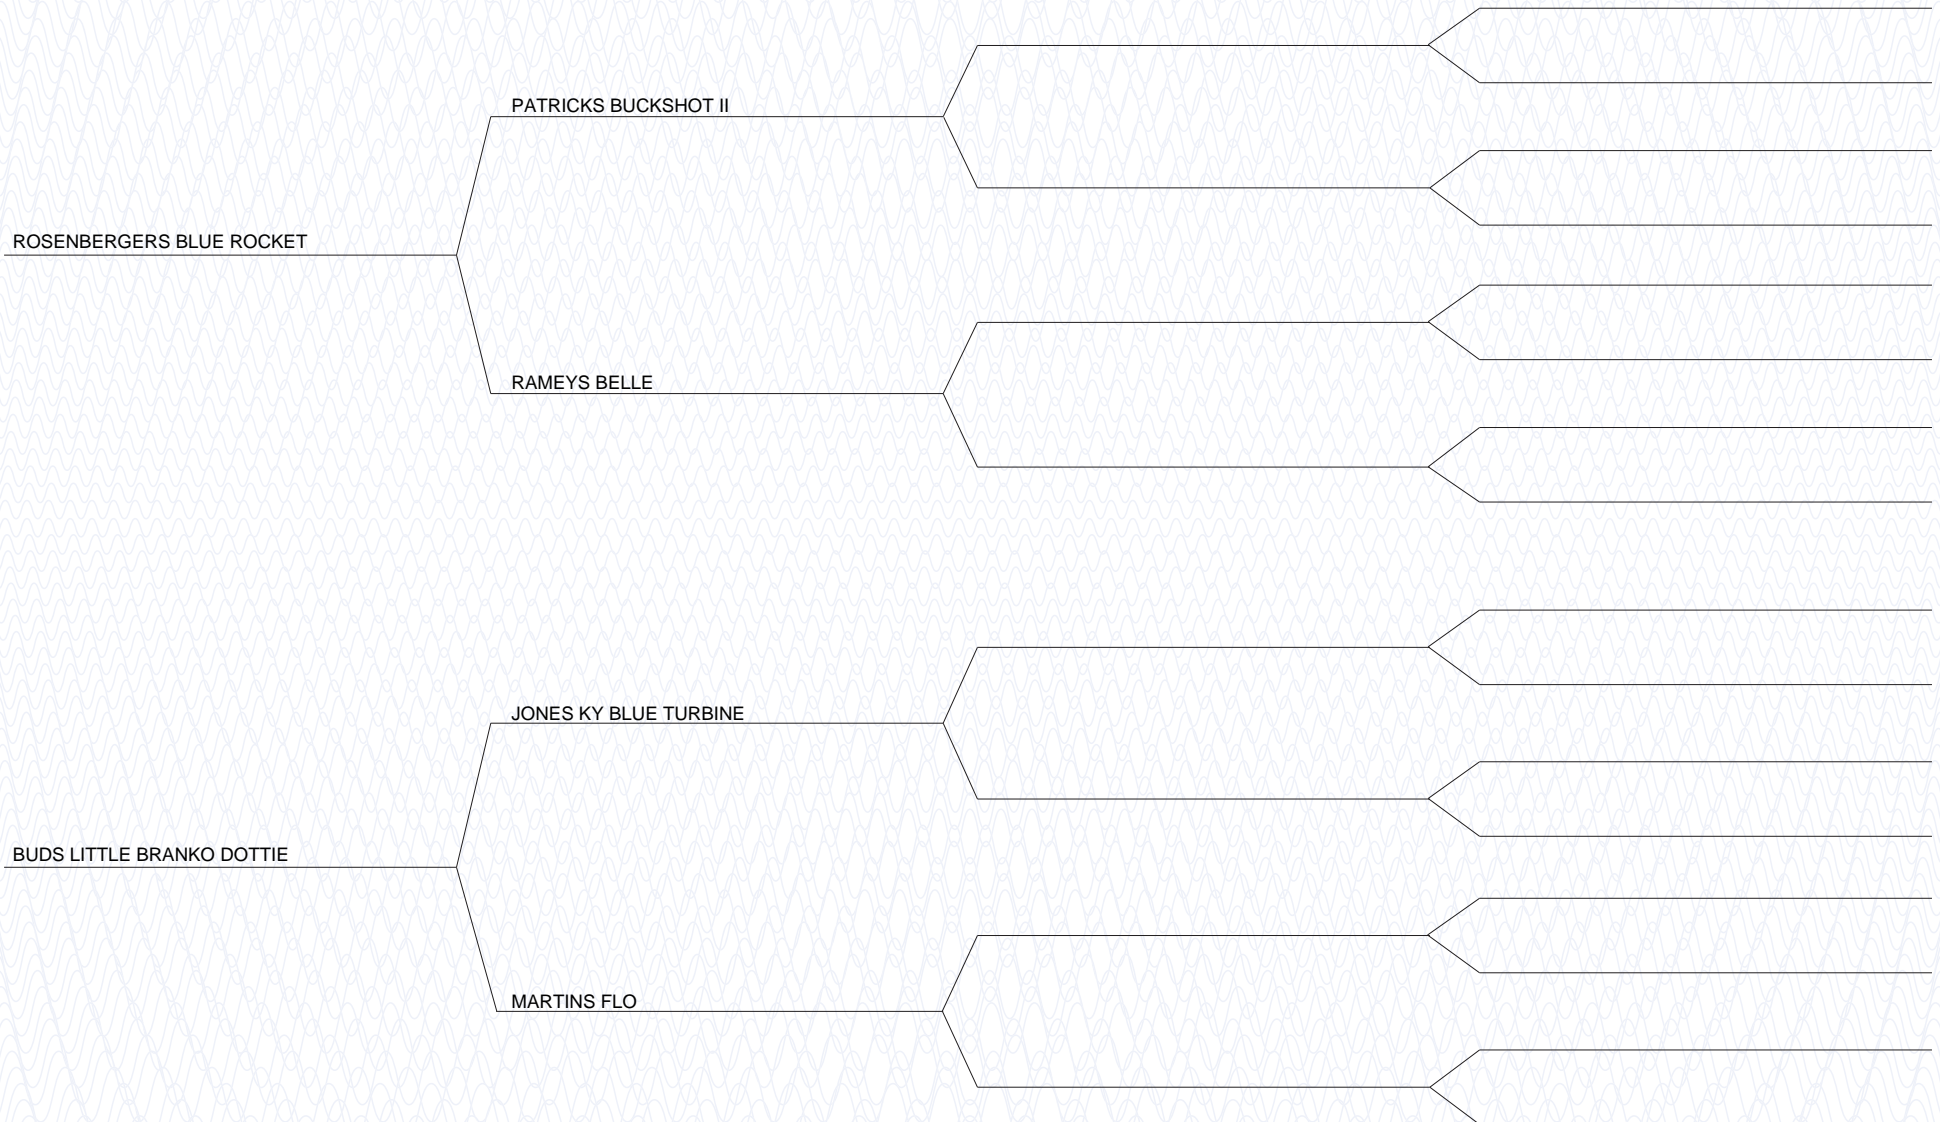 PATRICKS BUCKSHOT II
ROSENBERGERS BLUE ROCKET
RAMEYS BELLE
JONES KY BLUE TURBINE
BUDS LITTLE BRANKO DOTTIE
MARTINS FLO